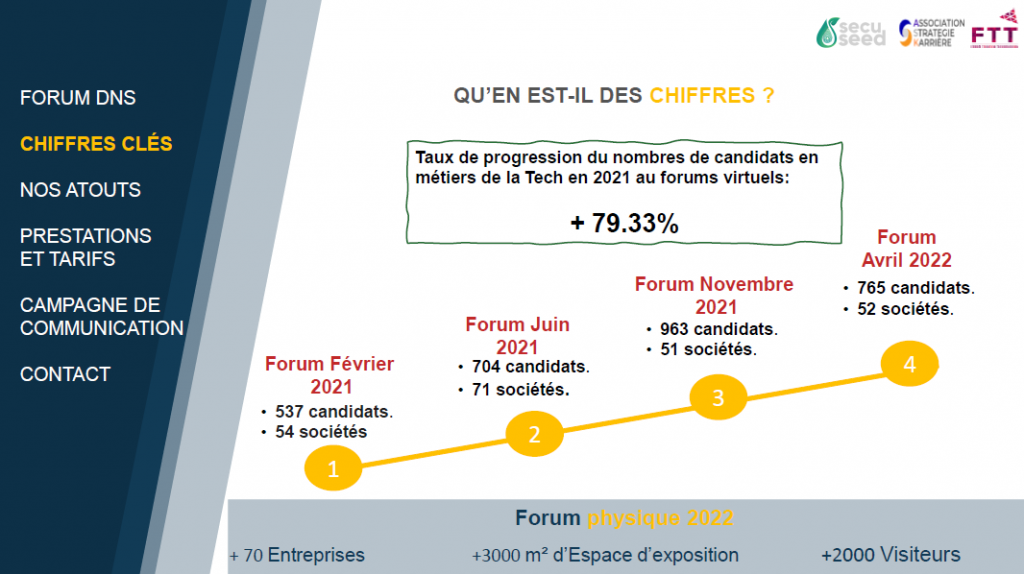 secu
seed
ASSOCIATION
STRATEGIE
KARRIÈRE
FTT
FORUM DNS
CHIFFRES CLÉS
NOS ATOUTS
PRESTATIONS
ET TARIFS
CAMPAGNE DE
COMMUNICATION
CONTACT
QU’EN EST-IL DES CHIFFRES ?
Taux de progression du nombres de candidats en
métiers de la Tech en 2021 au forums virtuels:
+ 79.33%
Forum Février
2021
• 537 candidats.
• 54 sociétés
1
Forum Juin
2021
• 704 candidats.
• 71 sociétés.
2
Forum Novembre
2021
• 963 candidats.
• 51 sociétés.
3
Forum
Avril 2022
• 765 candidats.
• 52 sociétés.
4
Forum physique 2022
+ 70 Entreprises
+3000 m² d’Espace d’exposition
+2000 Visiteurs